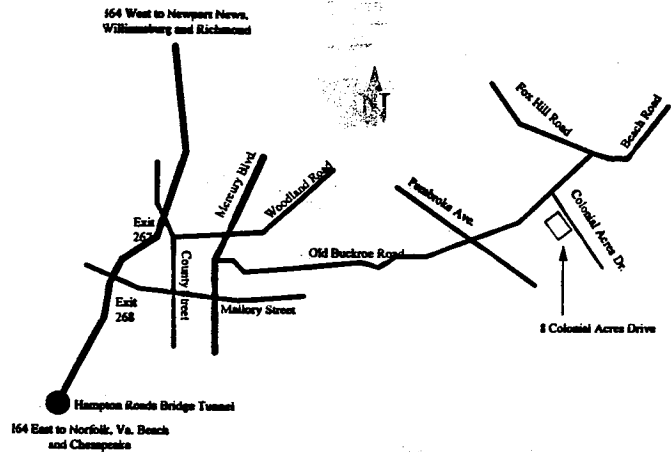 I64 West to Newport News,
Williamsburg and Richmond
N
Fox Hill Road
Beach Road
Mercury Blvd.
Woodland Road
Pembroke Ave.
Colonial Acres Dr.
Exit
267
County Street
Old Buckroe Road
Exit
268
Mallory Street
8 Colonial Acres Drive
Hampton Roads Bridge Tunnel
I64 East to Norfolk, Va. Beach
and Chesapeake